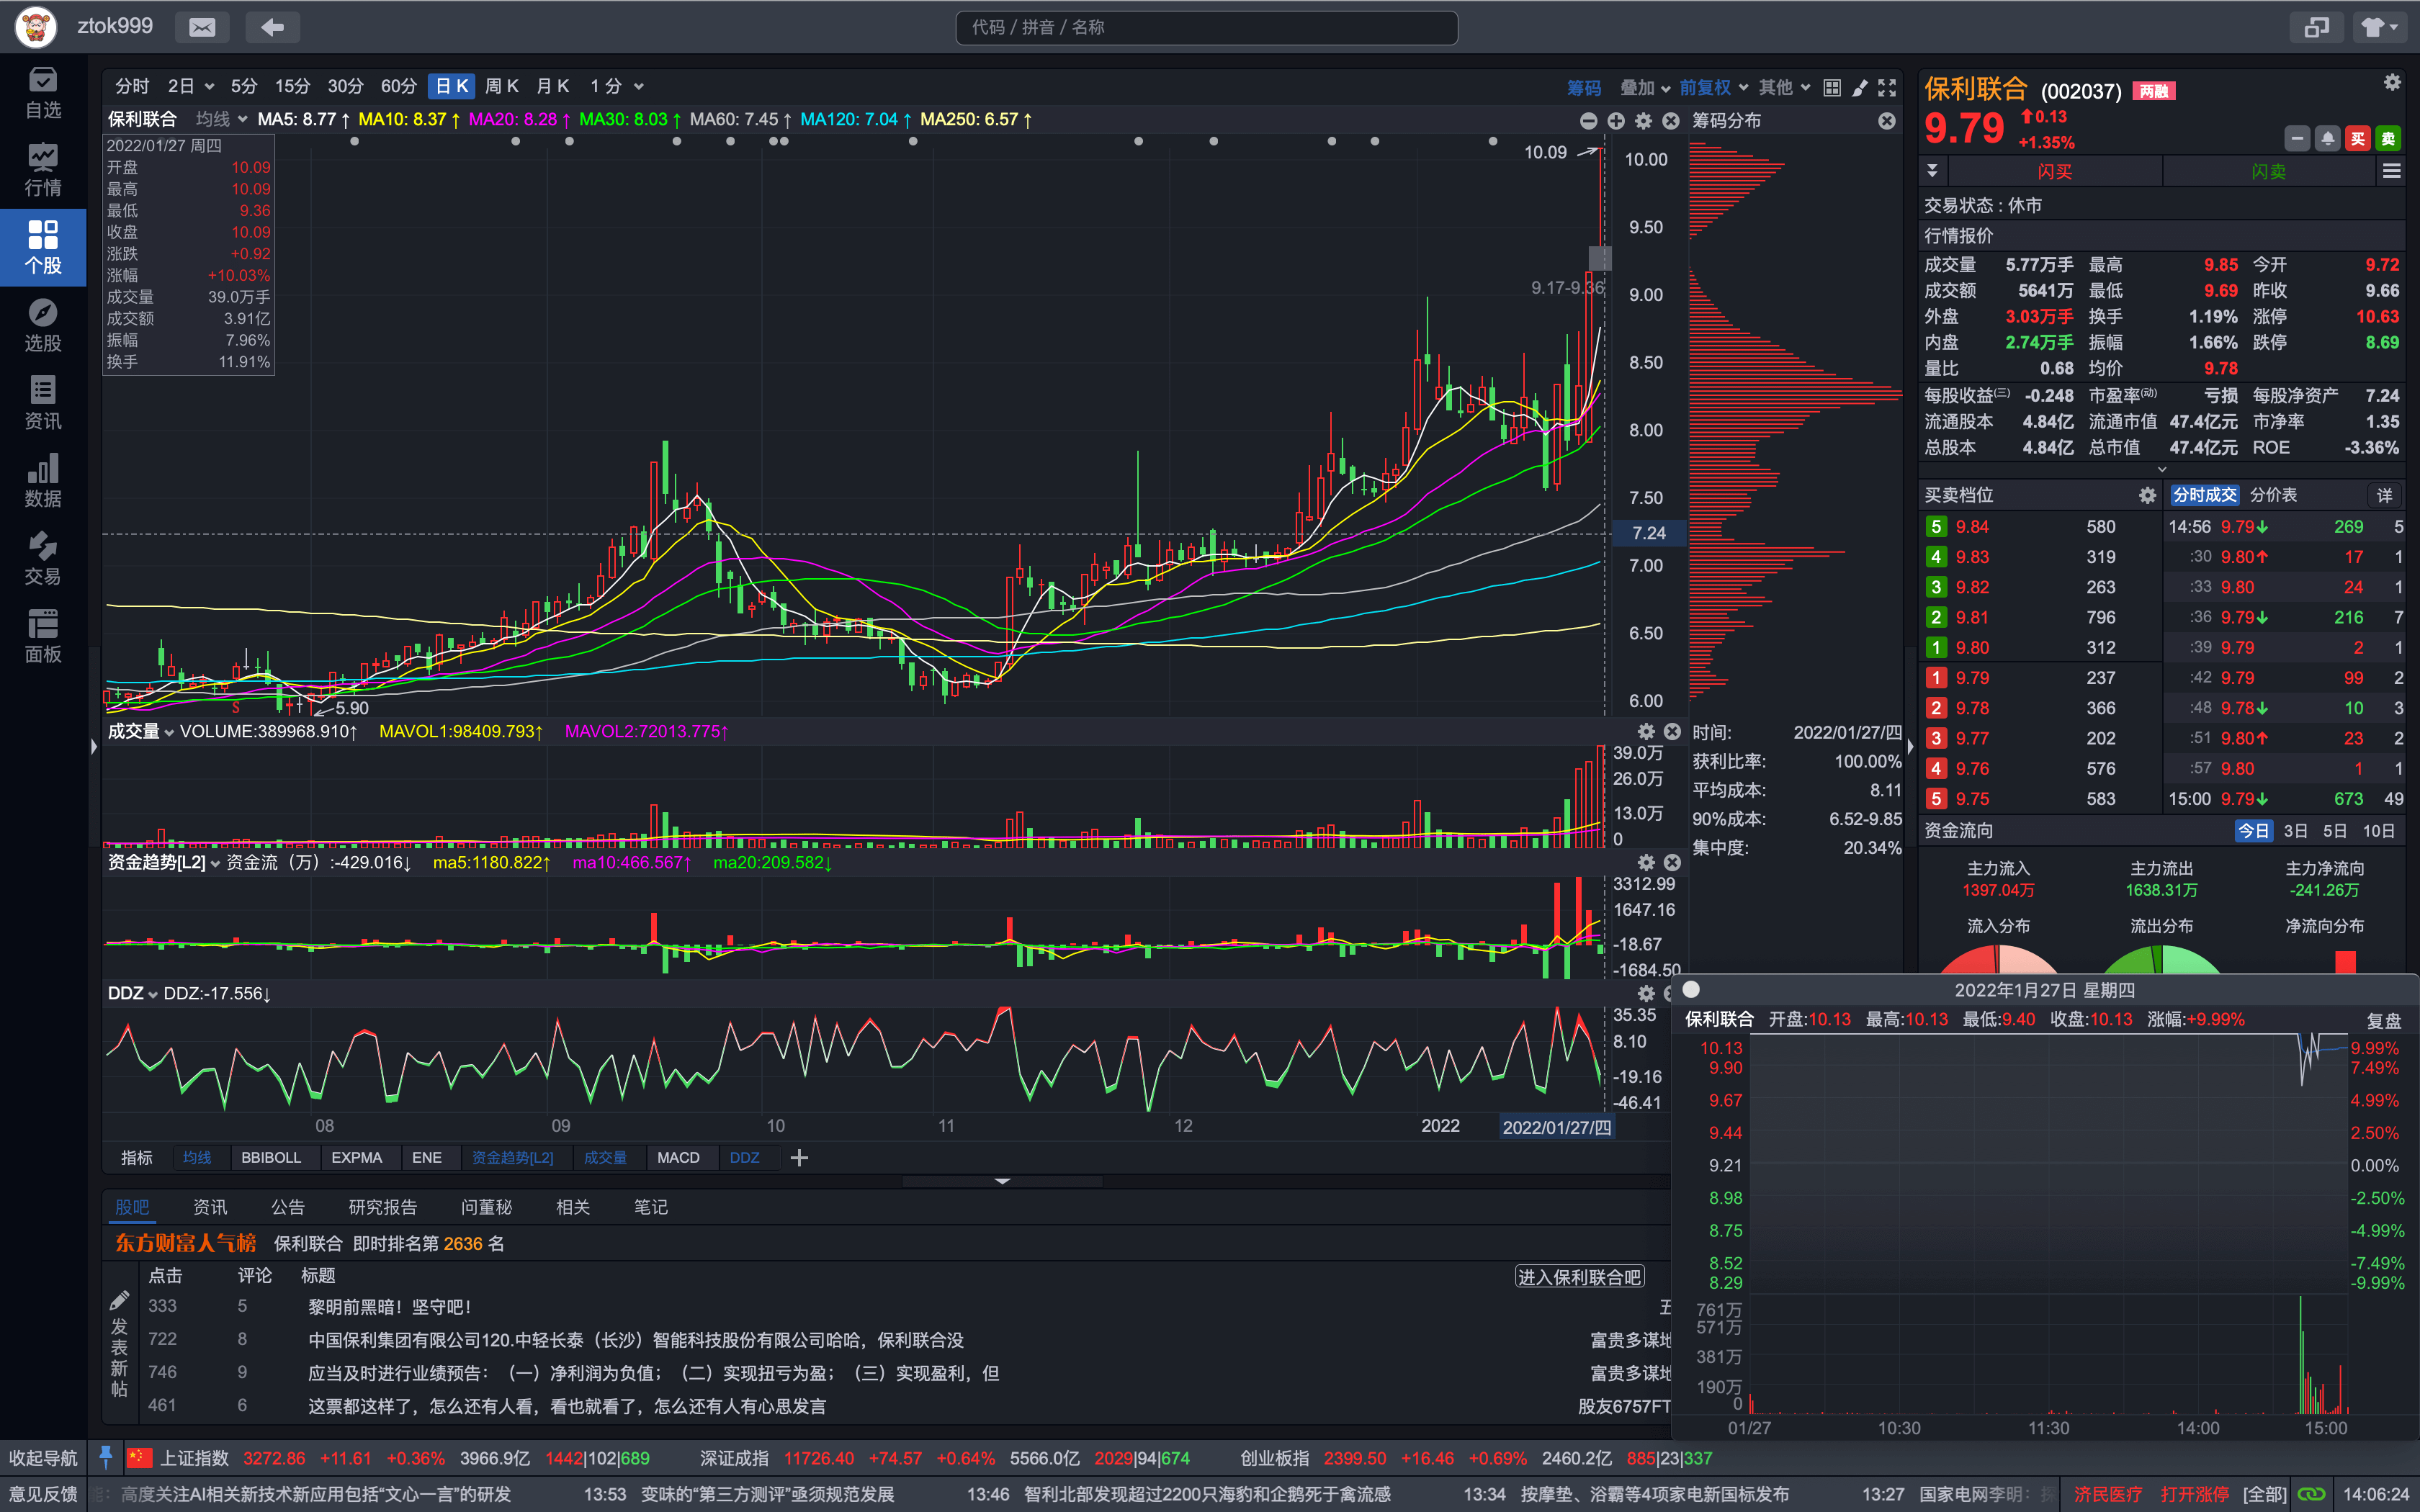 ztok999
代码 / 拼音 / 名称
自选
行情
个股
选股
资讯
数据
交易
面板
分时 2日 5分 15分 30分 60分 日K 周K 月K 1分
筹码 叠加 前复权 其他
保利联合 均线 MA5: 8.77↑ MA10: 8.37↑ MA20: 8.28↑ MA30: 8.03↑ MA60: 7.45↑ MA120: 7.04↑ MA250: 6.57↑
筹码分布
2022/01/27 周四
开盘 10.09
最高 10.09
最低 9.36
收盘 10.09
涨跌 +0.92
涨幅 +10.03%
成交量 39.0万手
成交额 3.91亿
振幅 7.96%
换手 11.91%
10.09
9.17-9.36
S
5.90
10.00
9.50
9.00
8.50
8.00
7.50
7.24
7.00
6.50
6.00
成交量 VOLUME:389968.910↑ MAVOL1:98409.793↑ MAVOL2:72013.775↑
39.0万
26.0万
13.0万
0
时间: 2022/01/27/四
获利比率: 100.00%
平均成本: 8.11
90%成本: 6.52-9.85
集中度: 20.34%
资金趋势[L2] 资金流（万）:-429.016↓ ma5:1180.822↑ ma10:466.567↑ ma20:209.582↓
3312.99
1647.16
-18.67
-1684.50
DDZ DDZ:-17.556↓
35.35
8.10
-19.16
-46.41
08 09 10 11 12 2022 2022/01/27/四
指标 均线 BBIBOLL EXPMA ENE 资金趋势[L2] 成交量 MACD DDZ
股吧 资讯 公告 研究报告 问董秘 相关 笔记
东方财富人气榜 保利联合 即时排名第 2636 名
点击 评论 标题 进入保利联合吧
发表新帖
333 5 黎明前黑暗！坚守吧！
722 8 中国保利集团有限公司120.中轻长泰（长沙）智能科技股份有限公司哈哈，保利联合没 富贵多谋地
746 9 应当及时进行业绩预告：（一）净利润为负值；（二）实现扭亏为盈；（三）实现盈利，但 富贵多谋地
461 6 这票都这样了，怎么还有人看，看也就看了，怎么还有人有心思发言 股友6757FT
保利联合 (002037) 两融
9.79 0.13
+1.35%
买 卖
闪买 闪卖
交易状态 : 休市
行情报价
成交量 5.77万手 最高 9.85 今开 9.72
成交额 5641万 最低 9.69 昨收 9.66
外盘 3.03万手 换手 1.19% 涨停 10.63
内盘 2.74万手 振幅 1.66% 跌停 8.69
量比 0.68 均价 9.78
每股收益(三) -0.248 市盈率(动) 亏损 每股净资产 7.24
流通股本 4.84亿 流通市值 47.4亿元 市净率 1.35
总股本 4.84亿 总市值 47.4亿元 ROE -3.36%
买卖档位 分时成交 分价表 详
5 9.84 580 14:56 9.79↓ 269 5
4 9.83 319 :30 9.80↑ 17 1
3 9.82 263 :33 9.80 24 1
2 9.81 796 :36 9.79↓ 216 7
1 9.80 312 :39 9.79 2 1
1 9.79 237 :42 9.79 99 2
2 9.78 366 :48 9.78↓ 10 3
3 9.77 202 :51 9.80↑ 23 2
4 9.76 576 :57 9.80 1 1
5 9.75 583 15:00 9.79↓ 673 49
资金流向 今日 3日 5日 10日
主力流入 主力流出 主力净流向
1397.04万 1638.31万 -241.26万
流入分布 流出分布 净流向分布
2022年1月27日 星期四
保利联合 开盘:10.13 最高:10.13 最低:9.40 收盘:10.13 涨幅:+9.99% 复盘
10.13 9.99%
9.90 7.49%
9.67 4.99%
9.44 2.50%
9.21 0.00%
8.98 -2.50%
8.75 -4.99%
8.52 -7.49%
8.29 -9.99%
761万
571万
381万
190万
0
01/27 10:30 11:30 14:00 15:00
收起导航 上证指数 3272.86 +11.61 +0.36% 3966.9亿 1442|102|689 深证成指 11726.40 +74.57 +0.64% 5566.0亿 2029|94|674 创业板指 2399.50 +16.46 +0.69% 2460.2亿 885|23|337
意见反馈 高度关注AI相关新技术新应用包括“文心一言”的研发 13:53 变味的“第三方测评”亟须规范发展 13:46 智利北部发现超过2200只海豹和企鹅死于禽流感 13:34 按摩垫、浴霸等4项家电新国标发布 13:27 国家电网李明： 济民医疗 打开涨停 [全部] 14:06:24